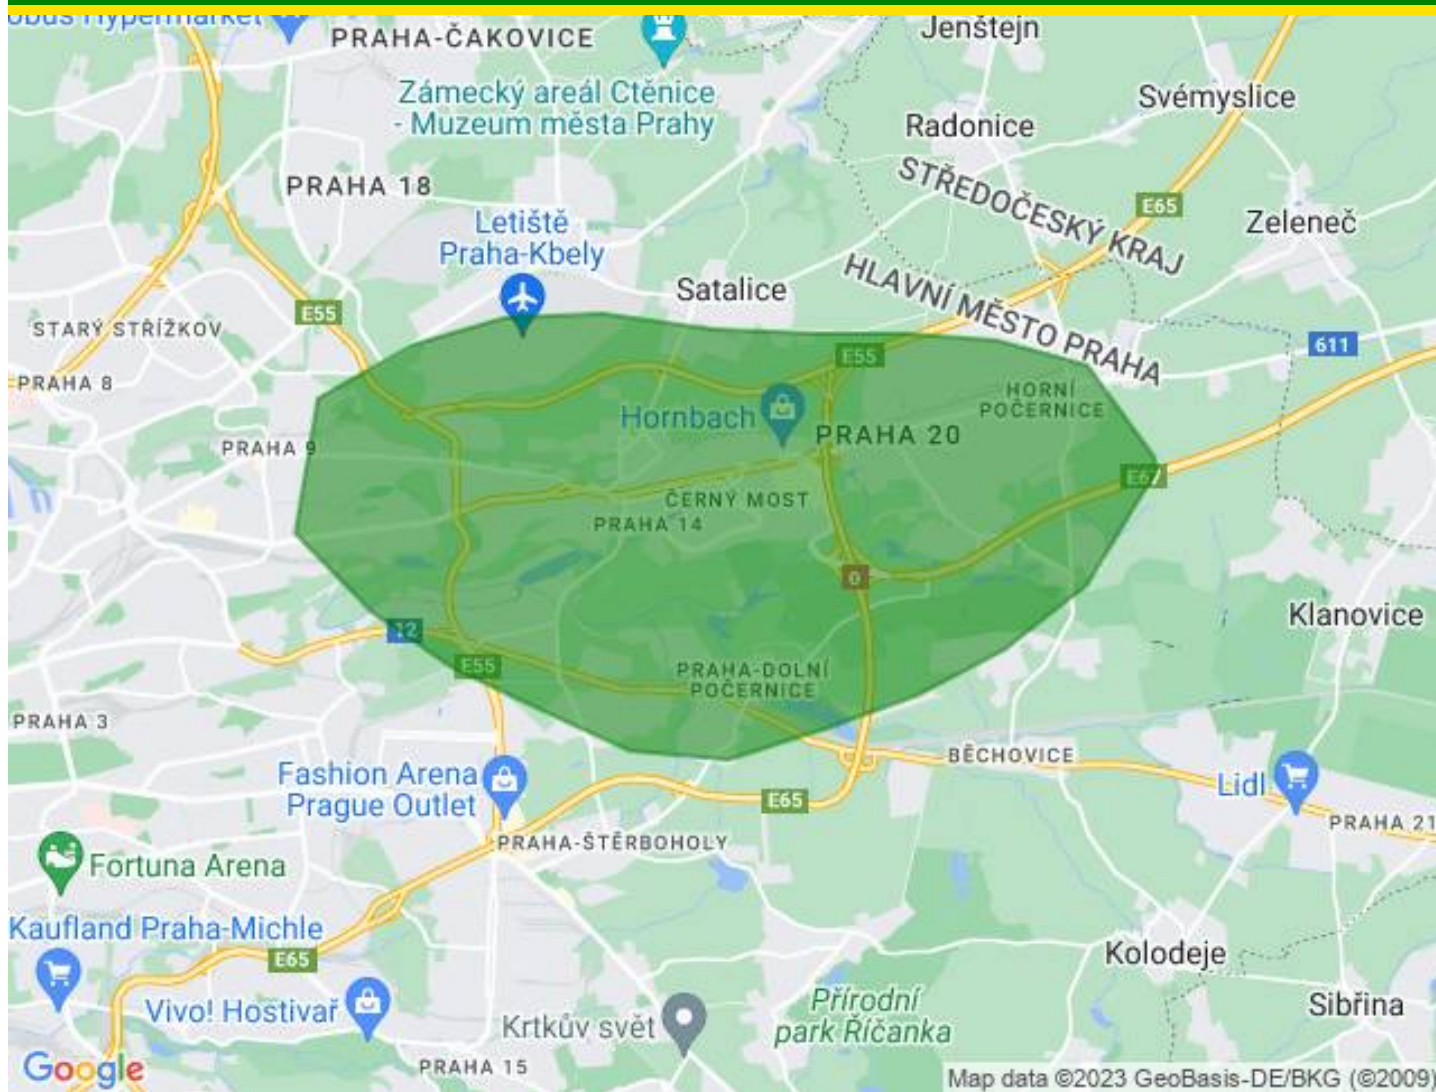 obus Hypermarket
PRAHA-ČAKOVICE
Jenštejn
Zámecký areál Ctěnice
- Muzeum města Prahy
Svémyslice
Radonice
STŘEDOČESKÝ KRAJ
PRAHA 18
E65
Letiště
Praha-Kbely
Zeleneč
HLAVNÍ MĚSTO PRAHA
Satalice
E55
STARÝ STŘÍŽKOV
611
E55
PRAHA 8
HORNÍ
POČERNICE
Hornbach
PRAHA 20
PRAHA 9
E67
ČERNÝ MOST
PRAHA 14
0
Klanovice
12
E55
PRAHA-DOLNÍ
POČERNICE
PRAHA 3
BĚCHOVICE
Fashion Arena
Prague Outlet
Lidl
E65
PRAHA 21
PRAHA-ŠTĚRBOHOLY
Fortuna Arena
Kaufland Praha-Michle
E65
Kolodeje
Vivo! Hostivař
Přírodní
park Říčanka
Sibřina
Krtkův svět
Google
PRAHA 15
Map data ©2023 GeoBasis-DE/BKG (©2009)